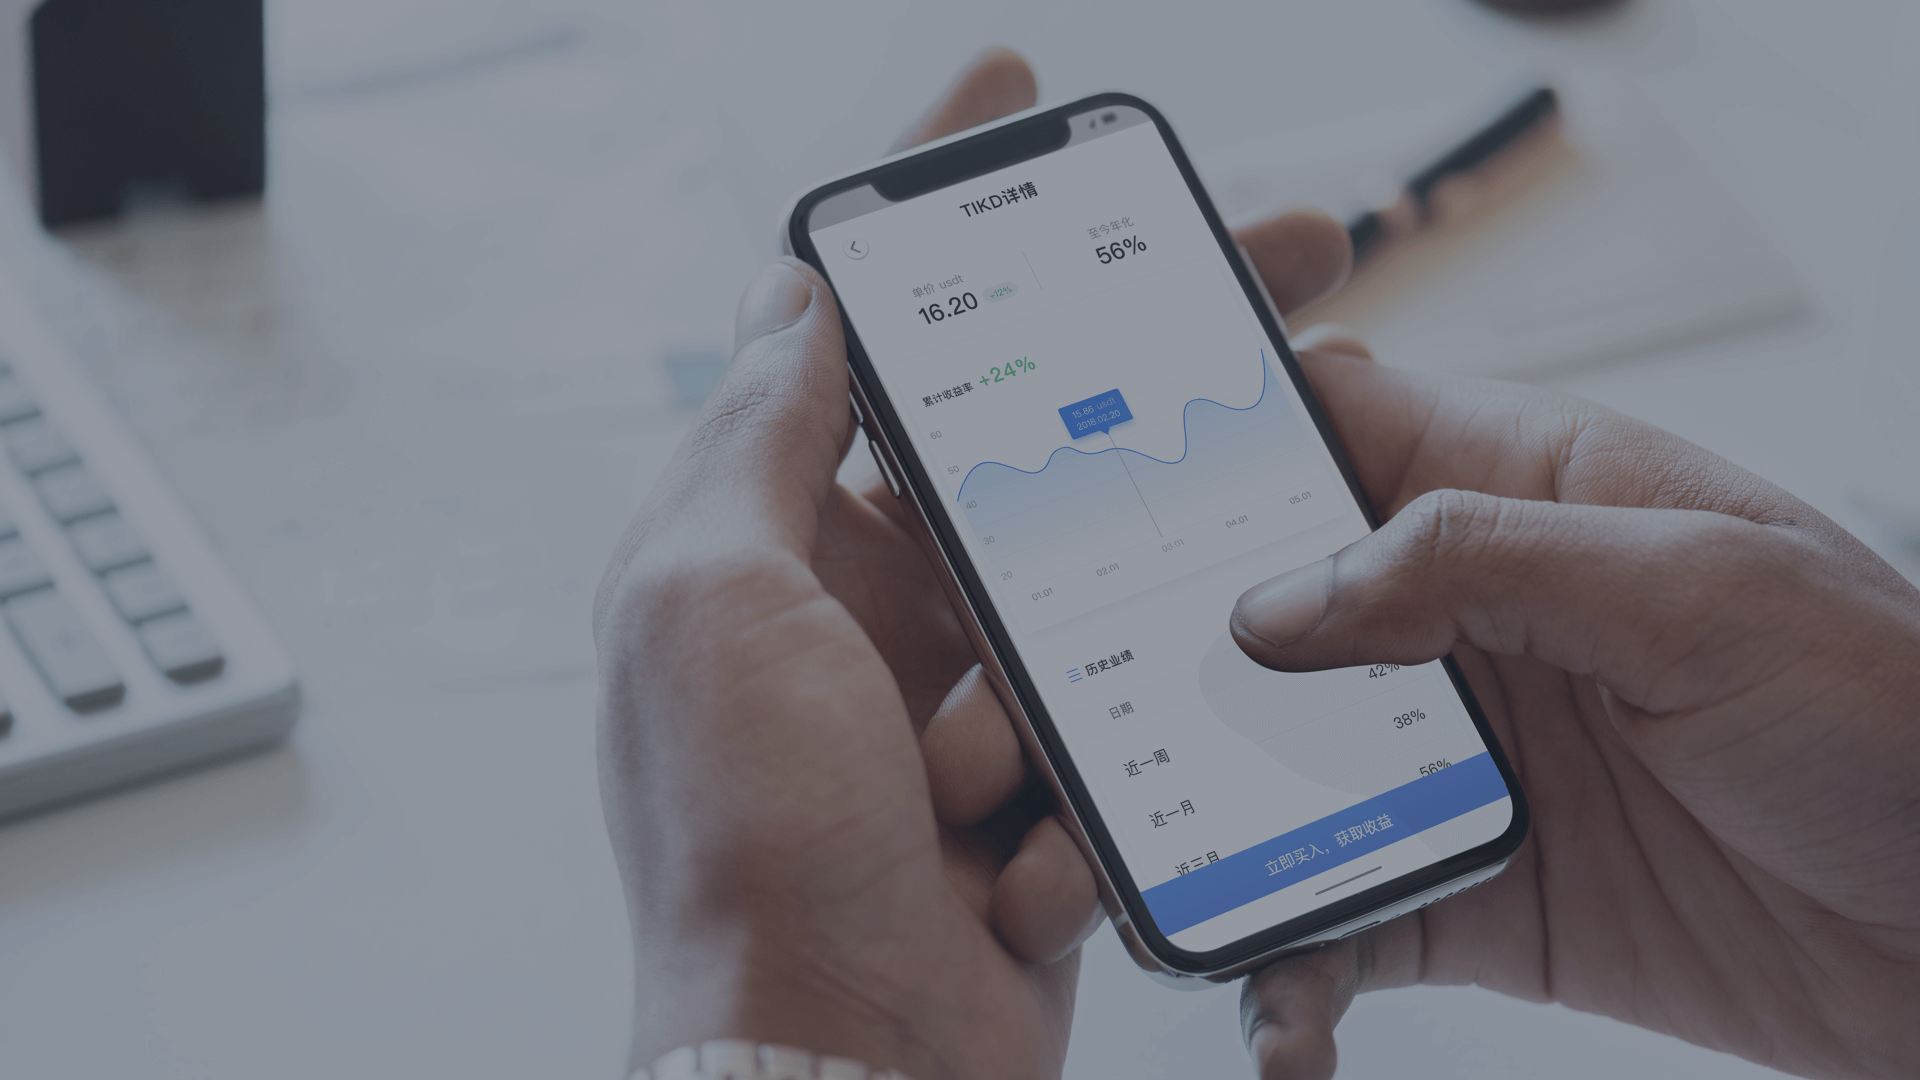 TIKD详情
单价 usdt
16.20 +12%
至今年化
56%
累计收益率 +24%
15.86 usdt
2018.02.20
60
50
40
30
20
01.01
02.01
03.01
04.01
05.01
历史业绩
日期
42%
近一周
38%
近一月
56%
近三月
立即买入，获取收益